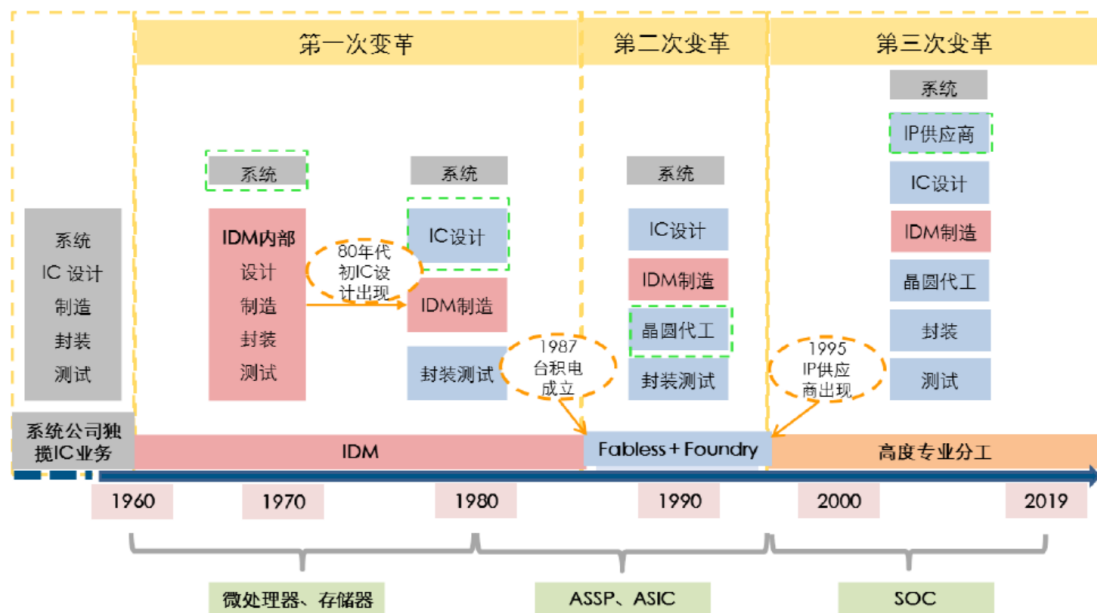 第一次变革
第二次变革
第三次变革
系统
IC 设计
制造
封装
测试
系统公司独
揽IC业务
系统
IDM内部
设计
制造
封装
测试
80年代
初IC设
计出现
系统
IC设计
IDM制造
封装测试
1987
台积电
成立
系统
IC设计
IDM制造
晶圆代工
封装测试
1995
IP供应
商出现
系统
IP供应商
IC设计
IDM制造
晶圆代工
封装
测试
IDM
Fabless+Foundry
高度专业分工
1960
1970
1980
1990
2000
2019
微处理器、存储器
ASSP、ASIC
SOC